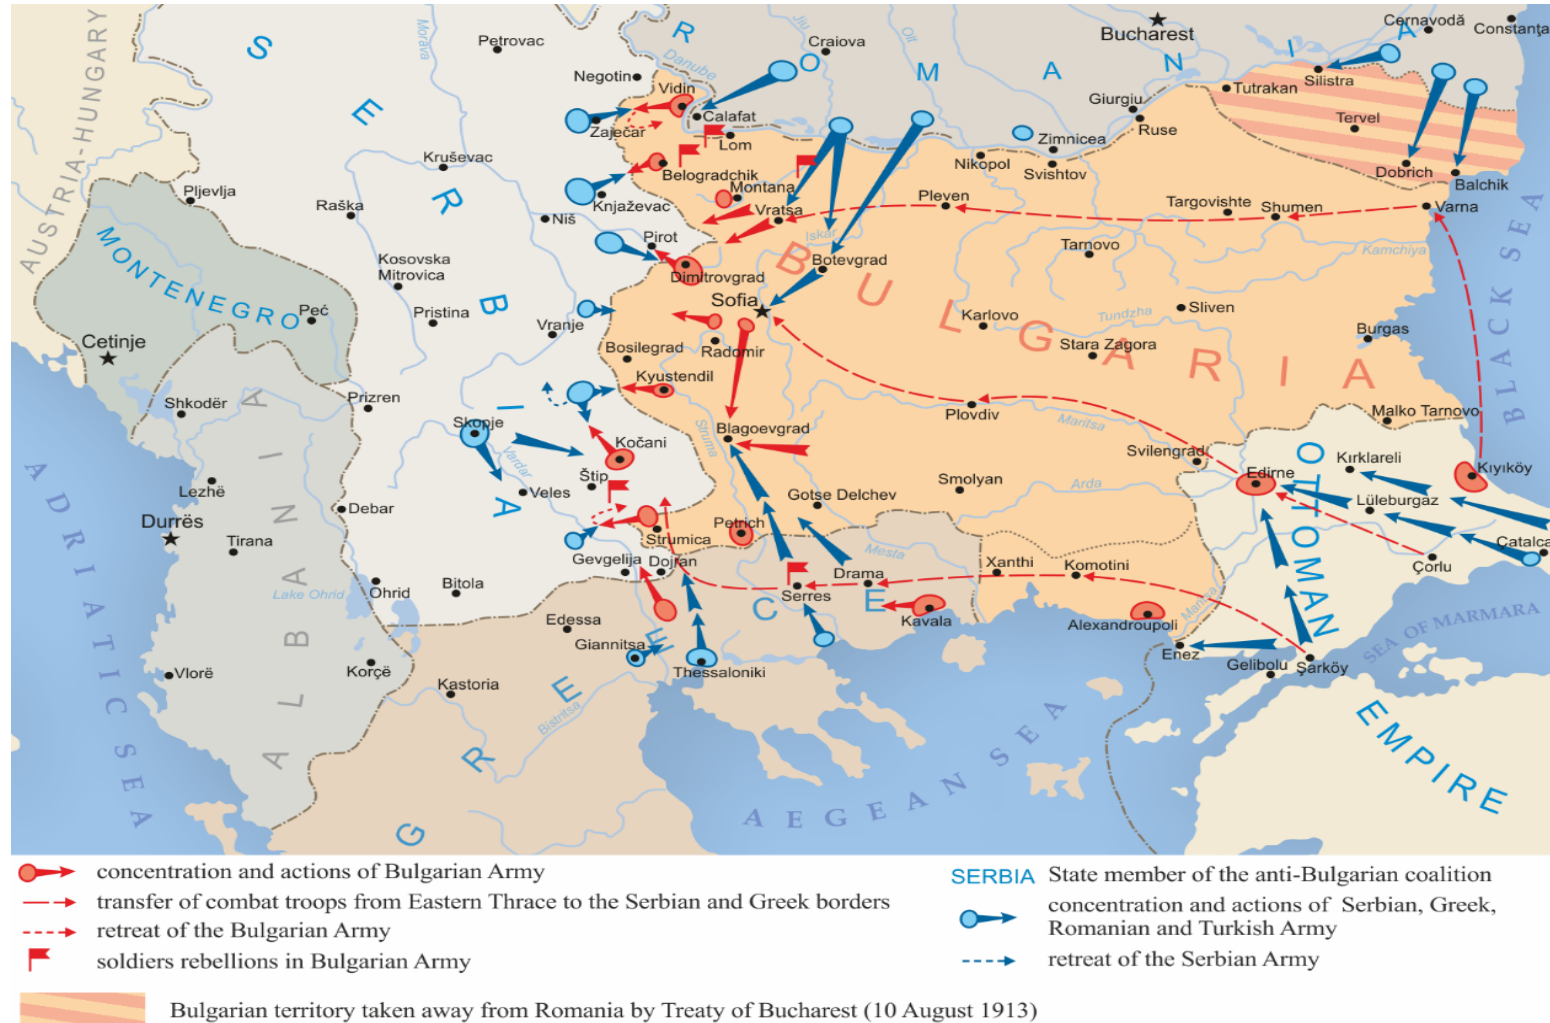 AUSTRIA-HUNGARY
SERBIA
ROMANIA
MONTENEGRO
BULGARIA
ALBANIA
GREECE
OTTOMAN
EMPIRE
ADRIATIC SEA
AEGEAN SEA
BLACK SEA
SEA OF MARMARA
Morava
Jiu
Olt
Danube
Petrovac
Craiova
Bucharest
Cernavodă
Constanţa
Negotin
Vidin
Calafat
Giurgiu
Tutrakan
Silistra
Zaječar
Lom
Zimnicea
Ruse
Tervel
Kruševac
Belogradchik
Nikopol
Svishtov
Dobrich
Balchik
Pljevlja
Raška
Niš
Knjaževac
Montana
Vratsa
Pleven
Targovishte
Shumen
Varna
Pirot
Iskar
Tarnovo
Kamchiya
Kosovska
Mitrovica
Dimitrovgrad
Botevgrad
Sofia
Peć
Pristina
Vranje
Karlovo
Tundzha
Sliven
Burgas
Cetinje
Bosilegrad
Radomir
Stara Zagora
Kyustendil
Shkodër
Prizren
Plovdiv
Maritsa
Malko Tarnovo
Skopje
Kočani
Blagoevgrad
Struma
Svilengrad
Vardar
Štip
Edirne
Kırklareli
Kıyıköy
Lezhë
Veles
Gotse Delchev
Smolyan
Arda
Lüleburgaz
Durrës
Debar
Strumica
Petrich
Çatalca
Tirana
Gevgelija
Dojran
Mesta
Xanthi
Komotini
Çorlu
Lake Ohrid
Ohrid
Bitola
Serres
Drama
Kavala
Alexandroupoli
Maritsa
Edessa
Giannitsa
Enez
Gelibolu
Şarköy
Vlorë
Korçë
Kastoria
Thessaloniki
Bistritsa
concentration and actions of Bulgarian Army
transfer of combat troops from Eastern Thrace to the Serbian and Greek borders
retreat of the Bulgarian Army
soldiers rebellions in Bulgarian Army
SERBIA State member of the anti-Bulgarian coalition
concentration and actions of Serbian, Greek,
Romanian and Turkish Army
retreat of the Serbian Army
Bulgarian territory taken away from Romania by Treaty of Bucharest (10 August 1913)